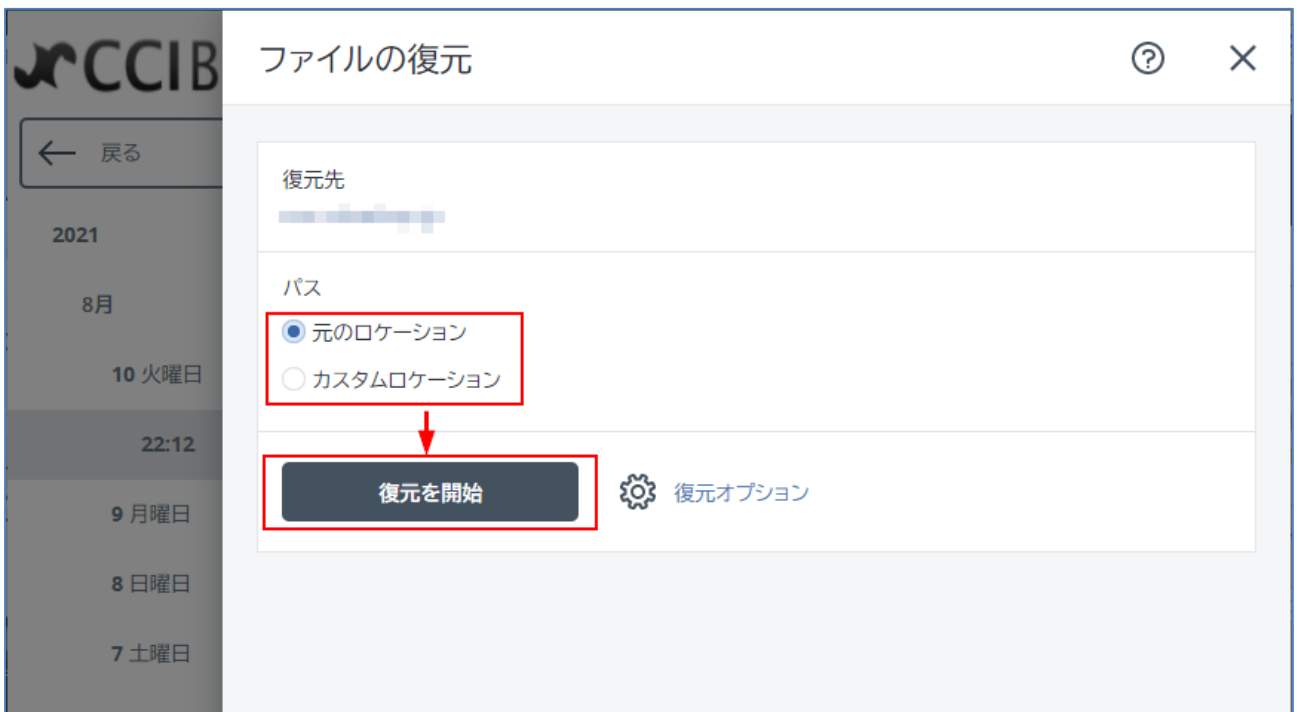 CCIB
ファイルの復元
戻る
2021
8月
10 火曜日
22:12
9 月曜日
8 日曜日
7 土曜日
復元先
パス
元のロケーション
カスタムロケーション
復元を開始
復元オプション